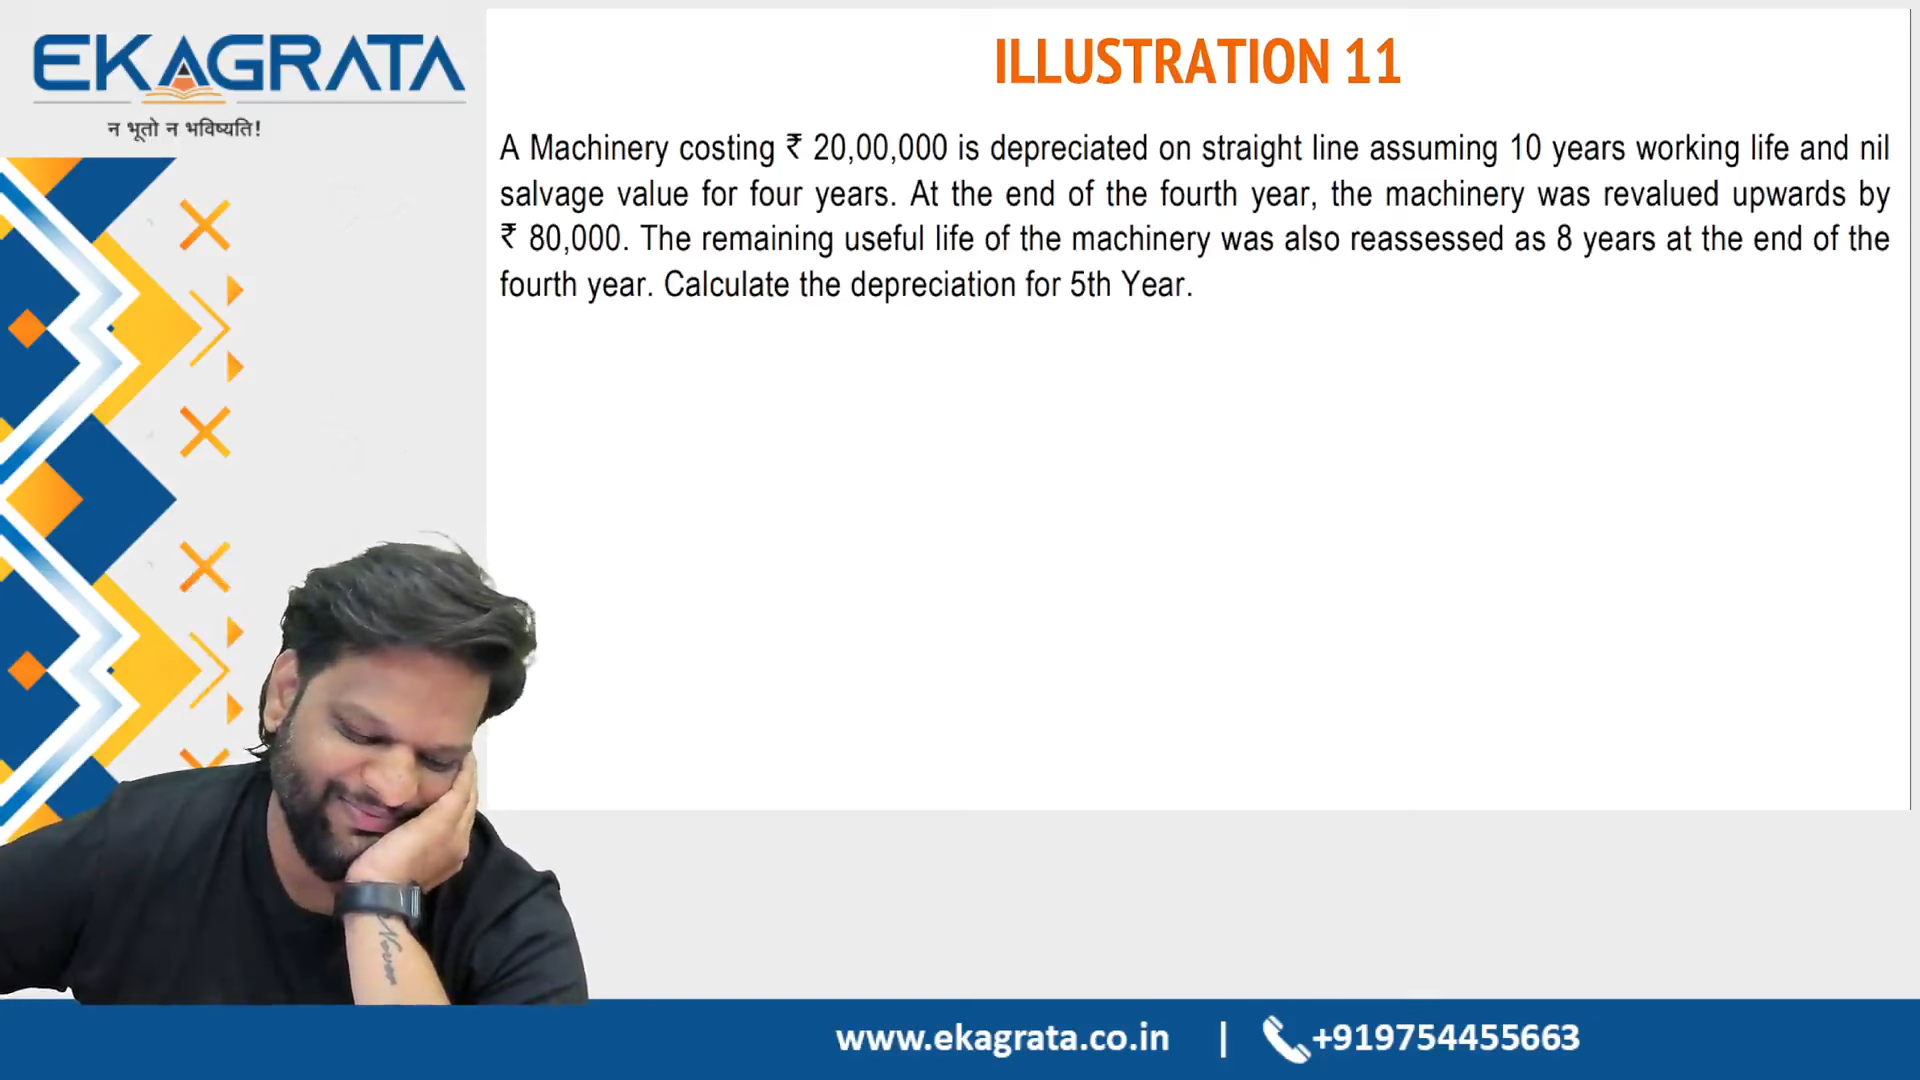 EKAGRATA
न भूतो न भविष्यति!
ILLUSTRATION 11
A Machinery costing ₹ 20,00,000 is depreciated on straight line assuming 10 years working life and nil
salvage value for four years. At the end of the fourth year, the machinery was revalued upwards by
₹ 80,000. The remaining useful life of the machinery was also reassessed as 8 years at the end of the
fourth year. Calculate the depreciation for 5th Year.
www.ekagrata.co.in | +919754455663